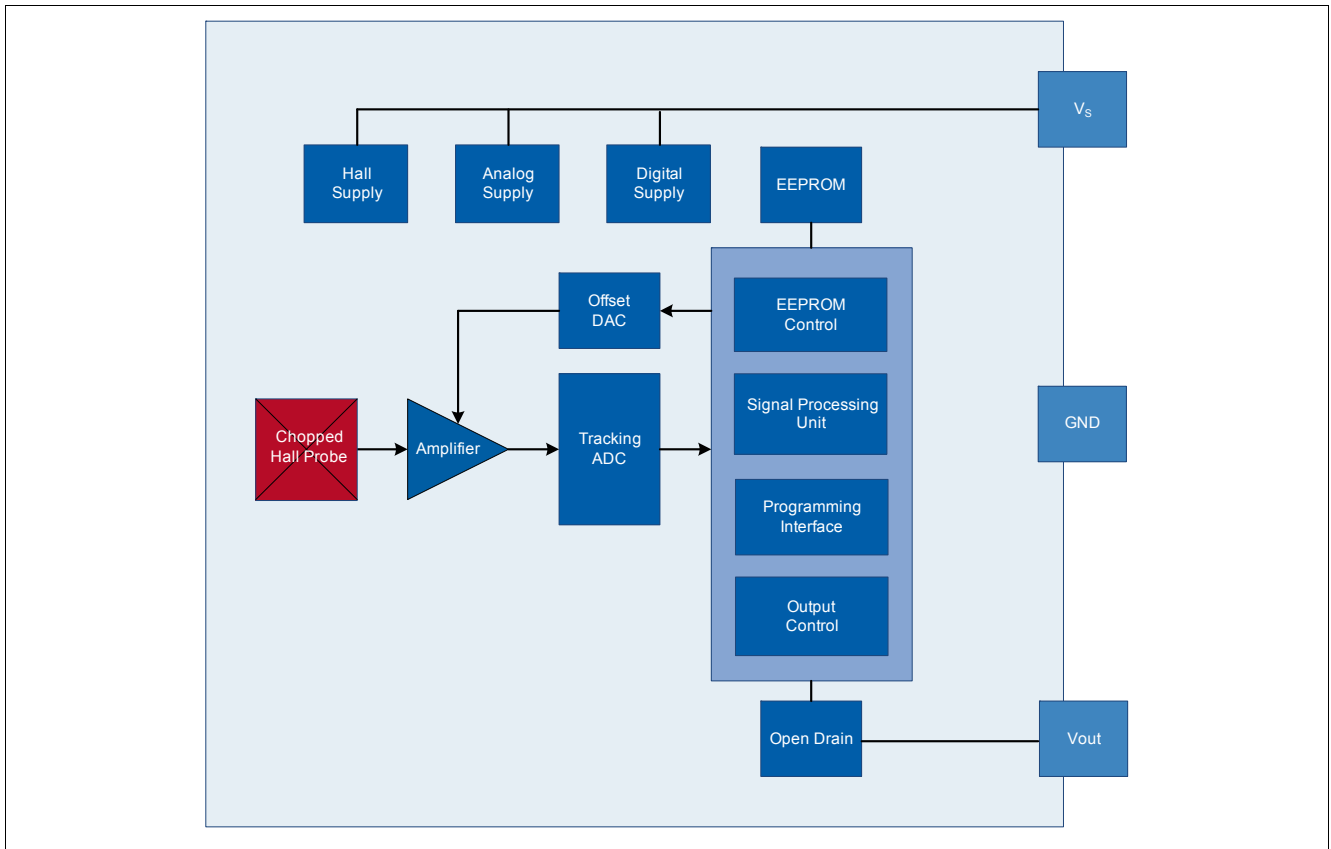 V_S
Hall
Supply
Analog
Supply
Digital
Supply
EEPROM
Offset
DAC
EEPROM
Control
Chopped
Hall Probe
Amplifier
Tracking
ADC
Signal Processing
Unit
GND
Programming
Interface
Output
Control
Open Drain
Vout